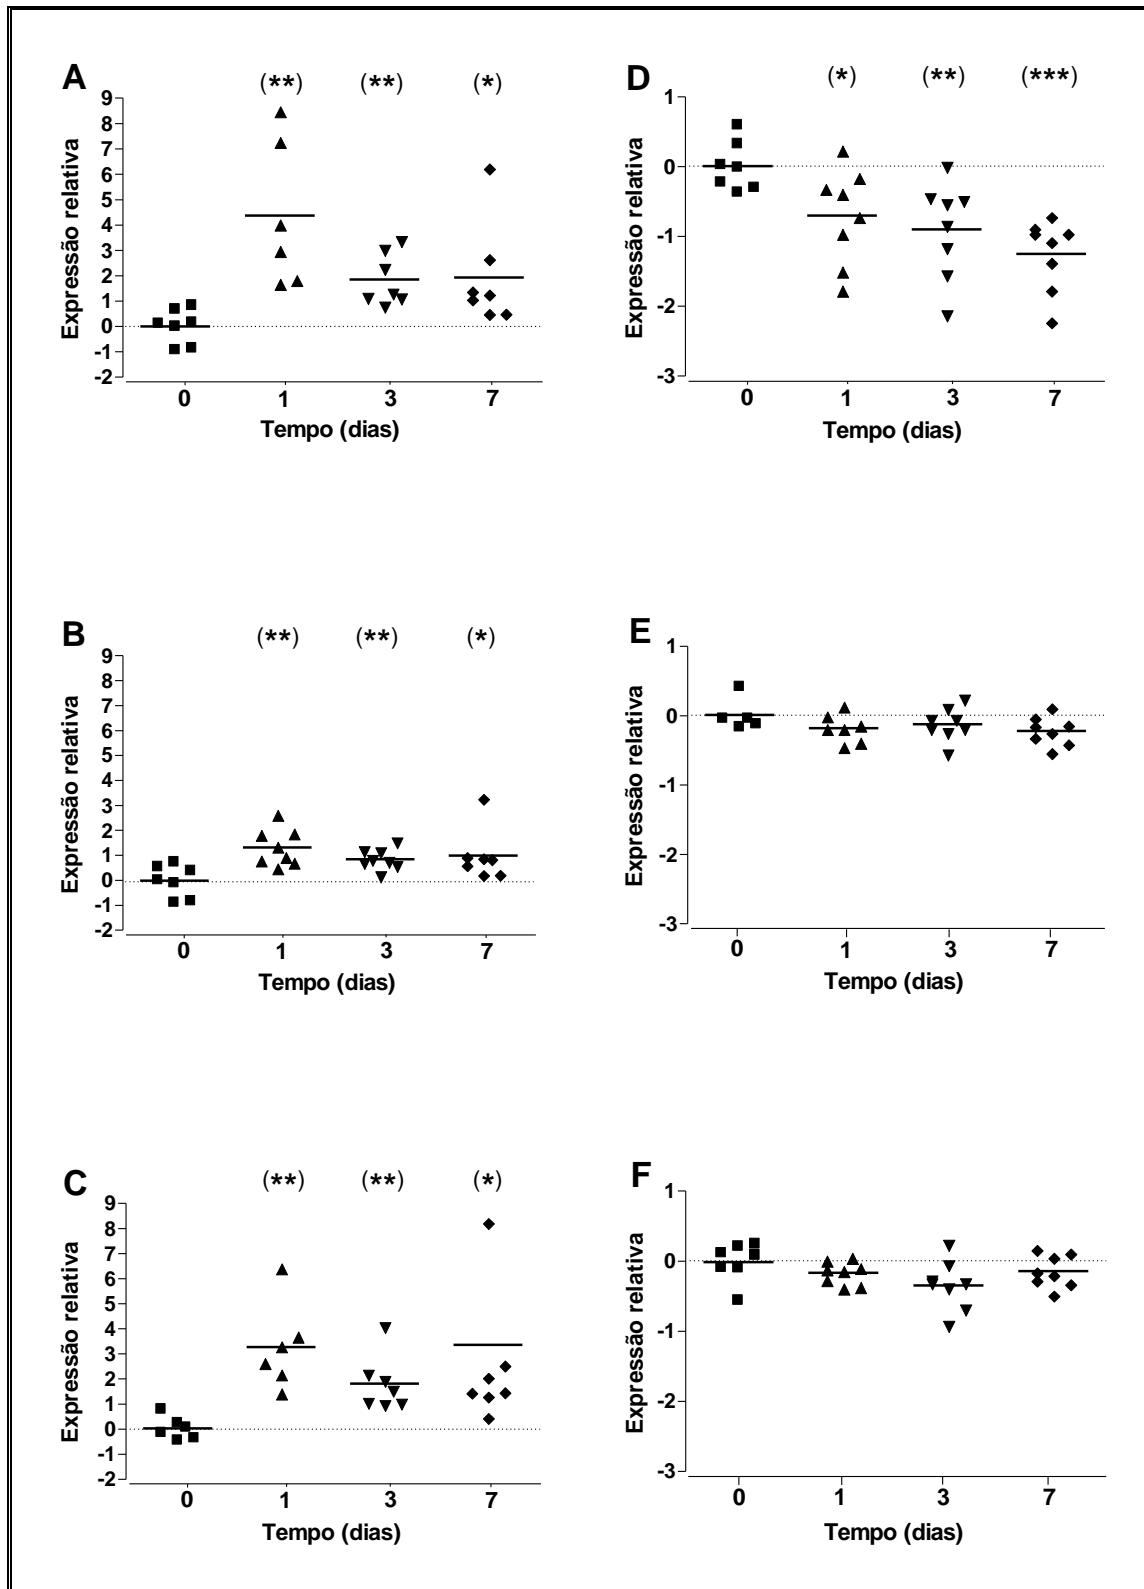 A
(**) (**) (*)
Expressão relativa
9
8
7
6
5
4
3
2
1
0
-1
-2
0 1 3 7
Tempo (dias)
D
(*) (**) (***)
Expressão relativa
1
0
-1
-2
-3
0 1 3 7
Tempo (dias)
B
(**) (**) (*)
Expressão relativa
9
8
7
6
5
4
3
2
1
0
-1
-2
0 1 3 7
Tempo (dias)
E
Expressão relativa
1
0
-1
-2
-3
0 1 3 7
Tempo (dias)
C
(**) (**) (*)
Expressão relativa
9
8
7
6
5
4
3
2
1
0
-1
-2
0 1 3 7
Tempo (dias)
F
Expressão relativa
1
0
-1
-2
-3
0 1 3 7
Tempo (dias)